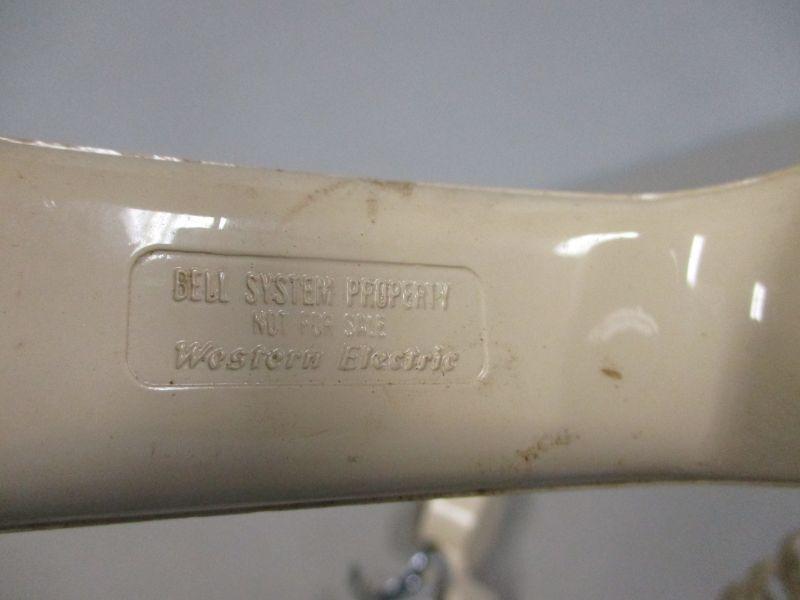 BELL SYSTEM PROPERTY
NOT FOR SALE
Western Electric